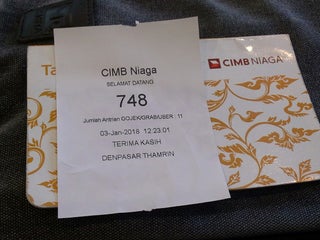 Ta
CIMB NIAGA
CIMB Niaga
SELAMAT DATANG
748
Jumlah Antrian GOJEK/GRAB/UBER : 11
03-Jan-2018 12:23:01
TERIMA KASIH
DENPASAR THAMRIN